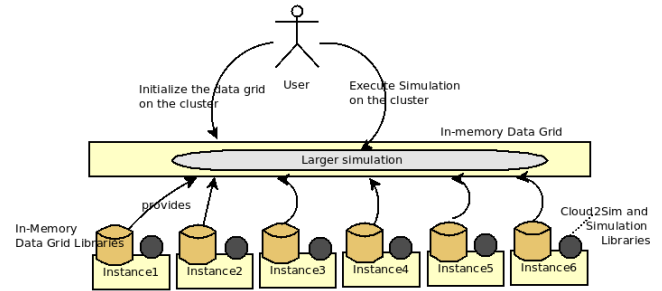 User
Initialize the data grid
on the cluster
Execute Simulation
on the cluster
In-memory Data Grid
Larger simulation
provides
In-Memory
Data Grid Libraries
Cloud2Sim and
Simulation
Libraries
Instance1
Instance2
Instance3
Instance4
Instance5
Instance6